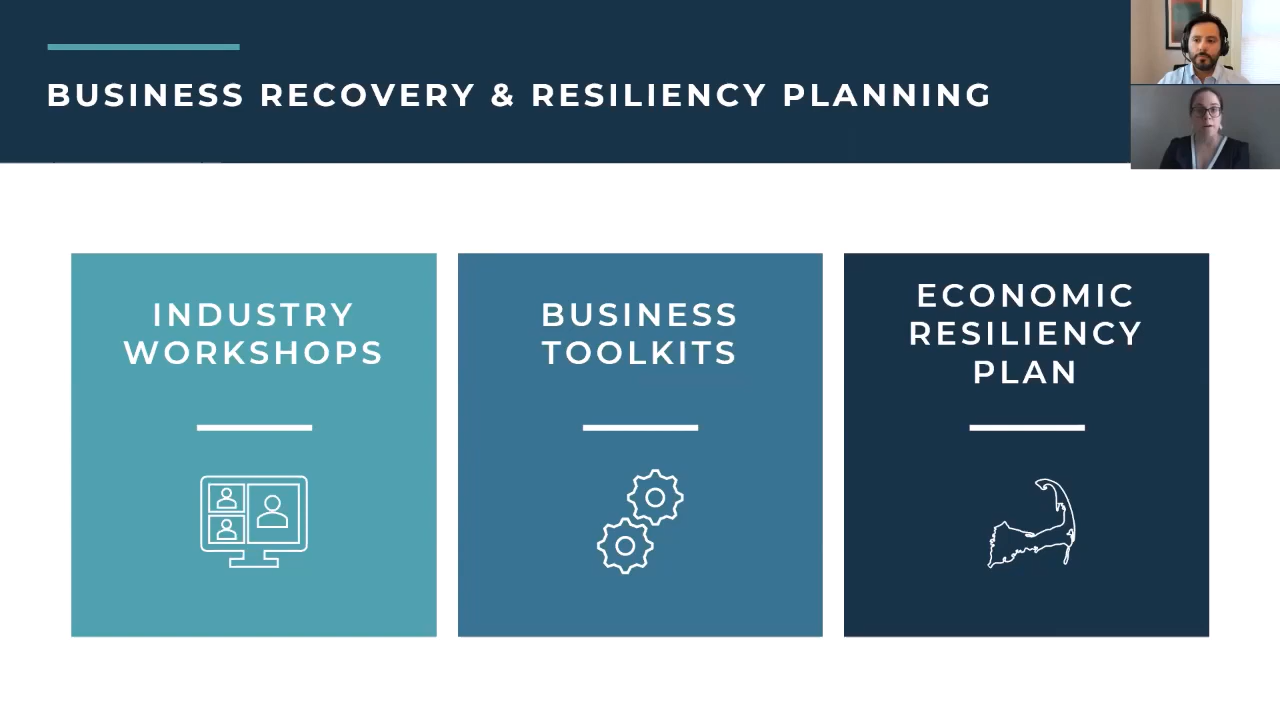 BUSINESS RECOVERY & RESILIENCY PLANNING
INDUSTRY
WORKSHOPS
BUSINESS
TOOLKITS
ECONOMIC
RESILIENCY
PLAN